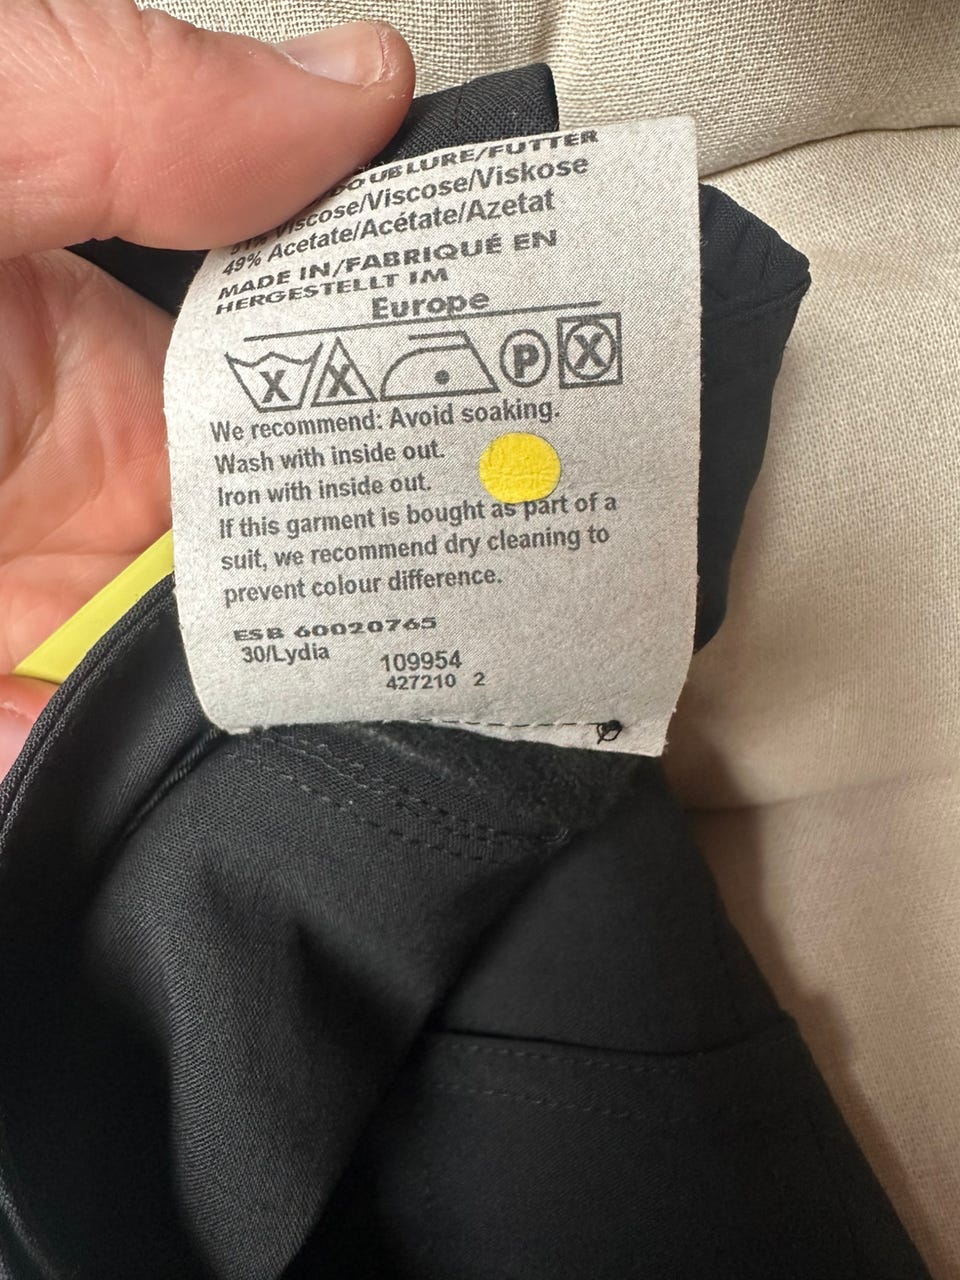 DOUBLURE/FUTTER
51% Viscose/Viscose/Viskose
49% Acetate/Acétate/Azetat
MADE IN/FABRIQUÉ EN
HERGESTELLT IM
Europe
P
We recommend: Avoid soaking.
Wash with inside out.
Iron with inside out.
If this garment is bought as part of a
suit, we recommend dry cleaning to
prevent colour difference.
ESB 60020765
30/Lydia 109954
427210 2